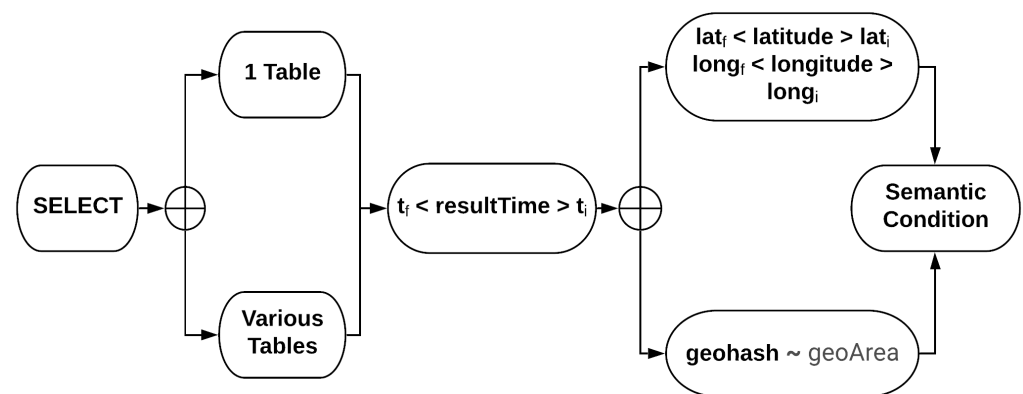 SELECT
1 Table
Various
Tables
t_f < resultTime > t_i
lat_f < latitude > lat_i
long_f < longitude >
long_i
geohash ~ geoArea
Semantic
Condition